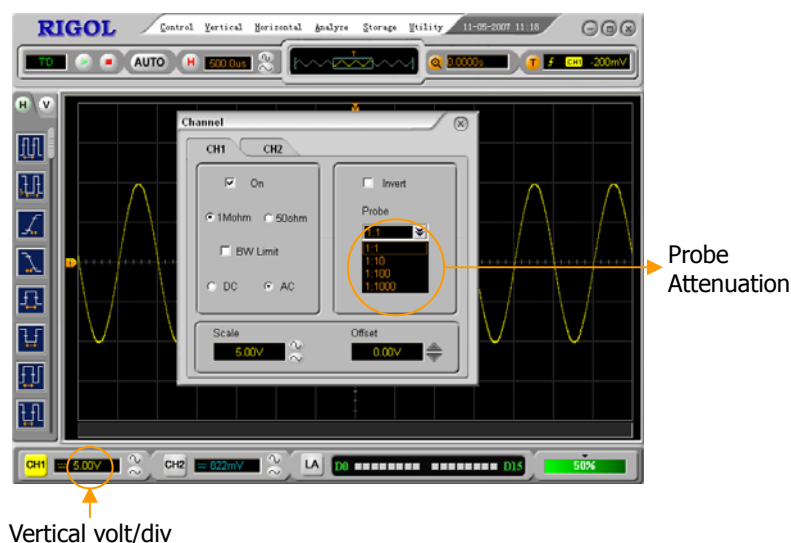 RIGOL Control Vertical Horizontal Analyze Storage Utility 11-05-2007 11:18
TD AUTO H 500.0us 0.0000s T CH1 -200mV
H V
Channel
CH1 CH2
On
1Mohm 50ohm
BW Limit
DC AC
Invert
Probe
1:1
1:1
1:10
1:100
1:1000
Scale
5.00V
Offset
0.00V
Probe
Attenuation
CH1 5.00V CH2 822mV LA D0 D15 50%
Vertical volt/div